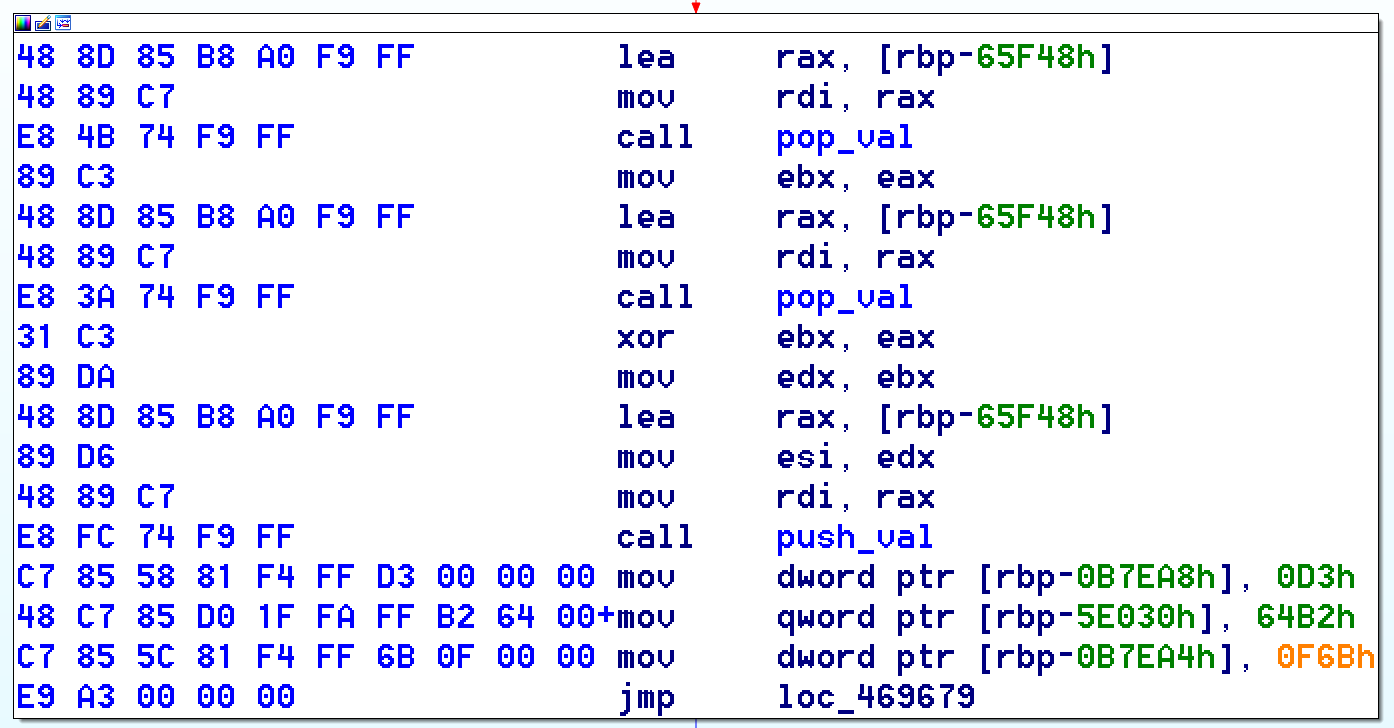 48 8D 85 B8 A0 F9 FF lea rax, [rbp-65F48h]
48 89 C7 mov rdi, rax
E8 4B 74 F9 FF call pop_val
89 C3 mov ebx, eax
48 8D 85 B8 A0 F9 FF lea rax, [rbp-65F48h]
48 89 C7 mov rdi, rax
E8 3A 74 F9 FF call pop_val
31 C3 xor ebx, eax
89 DA mov edx, ebx
48 8D 85 B8 A0 F9 FF lea rax, [rbp-65F48h]
89 D6 mov esi, edx
48 89 C7 mov rdi, rax
E8 FC 74 F9 FF call push_val
C7 85 58 81 F4 FF D3 00 00 00 mov dword ptr [rbp-0B7EA8h], 0D3h
48 C7 85 D0 1F FA FF B2 64 00+mov qword ptr [rbp-5E030h], 64B2h
C7 85 5C 81 F4 FF 6B 0F 00 00 mov dword ptr [rbp-0B7EA4h], 0F6Bh
E9 A3 00 00 00 jmp loc_469679